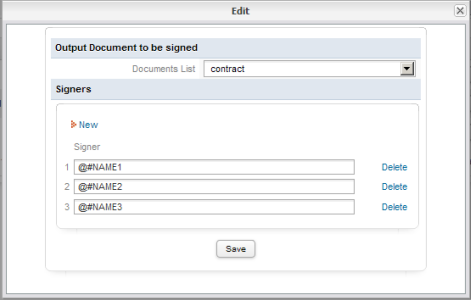 Edit
Output Document to be signed
Documents List contract
Signers
New
Signer
1 @#NAME1 Delete
2 @#NAME2 Delete
3 @#NAME3 Delete
Save